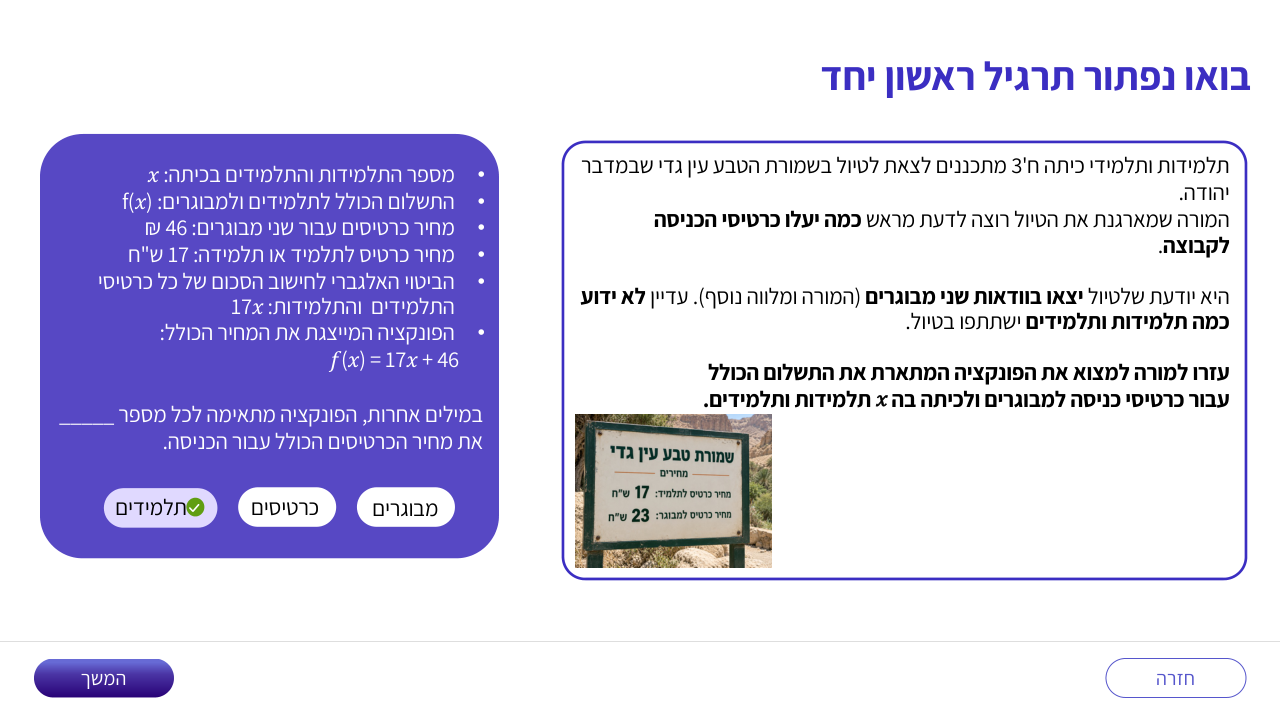 בואו נפתור תרגיל ראשון יחד
תלמידות ותלמידי כיתה ח'3 מתכננים לצאת לטיול בשמורת הטבע עין גדי שבמדבר
יהודה.
המורה שמארגנת את הטיול רוצה לדעת מראש כמה יעלו כרטיסי הכניסה
לקבוצה.
היא יודעת שלטיול יצאו בוודאות שני מבוגרים (המורה ומלווה נוסף). עדיין לא ידוע
כמה תלמידות ותלמידים ישתתפו בטיול.
עזרו למורה למצוא את הפונקציה המתארת את התשלום הכולל
עבור כרטיסי כניסה למבוגרים ולכיתה בה x תלמידות ותלמידים.
שמורת טבע עין גדי
מחירים
מחיר כרטיס לתלמיד: 17 ש"ח
מחיר כרטיס למבוגר: 23 ש"ח
• מספר התלמידות והתלמידים בכיתה: x
• התשלום הכולל לתלמידים ולמבוגרים: f(x)
• מחיר כרטיסים עבור שני מבוגרים: 46 ₪
• מחיר כרטיס לתלמיד או תלמידה: 17 ש"ח
• הביטוי האלגברי לחישוב הסכום של כל כרטיסי
התלמידים והתלמידות: 17x
• הפונקציה המייצגת את המחיר הכולל:
f(x) = 17x + 46
במילים אחרות, הפונקציה מתאימה לכל מספר _____
את מחיר הכרטיסים הכולל עבור הכניסה.
מבוגרים
כרטיסים
תלמידים
חזרה
המשך